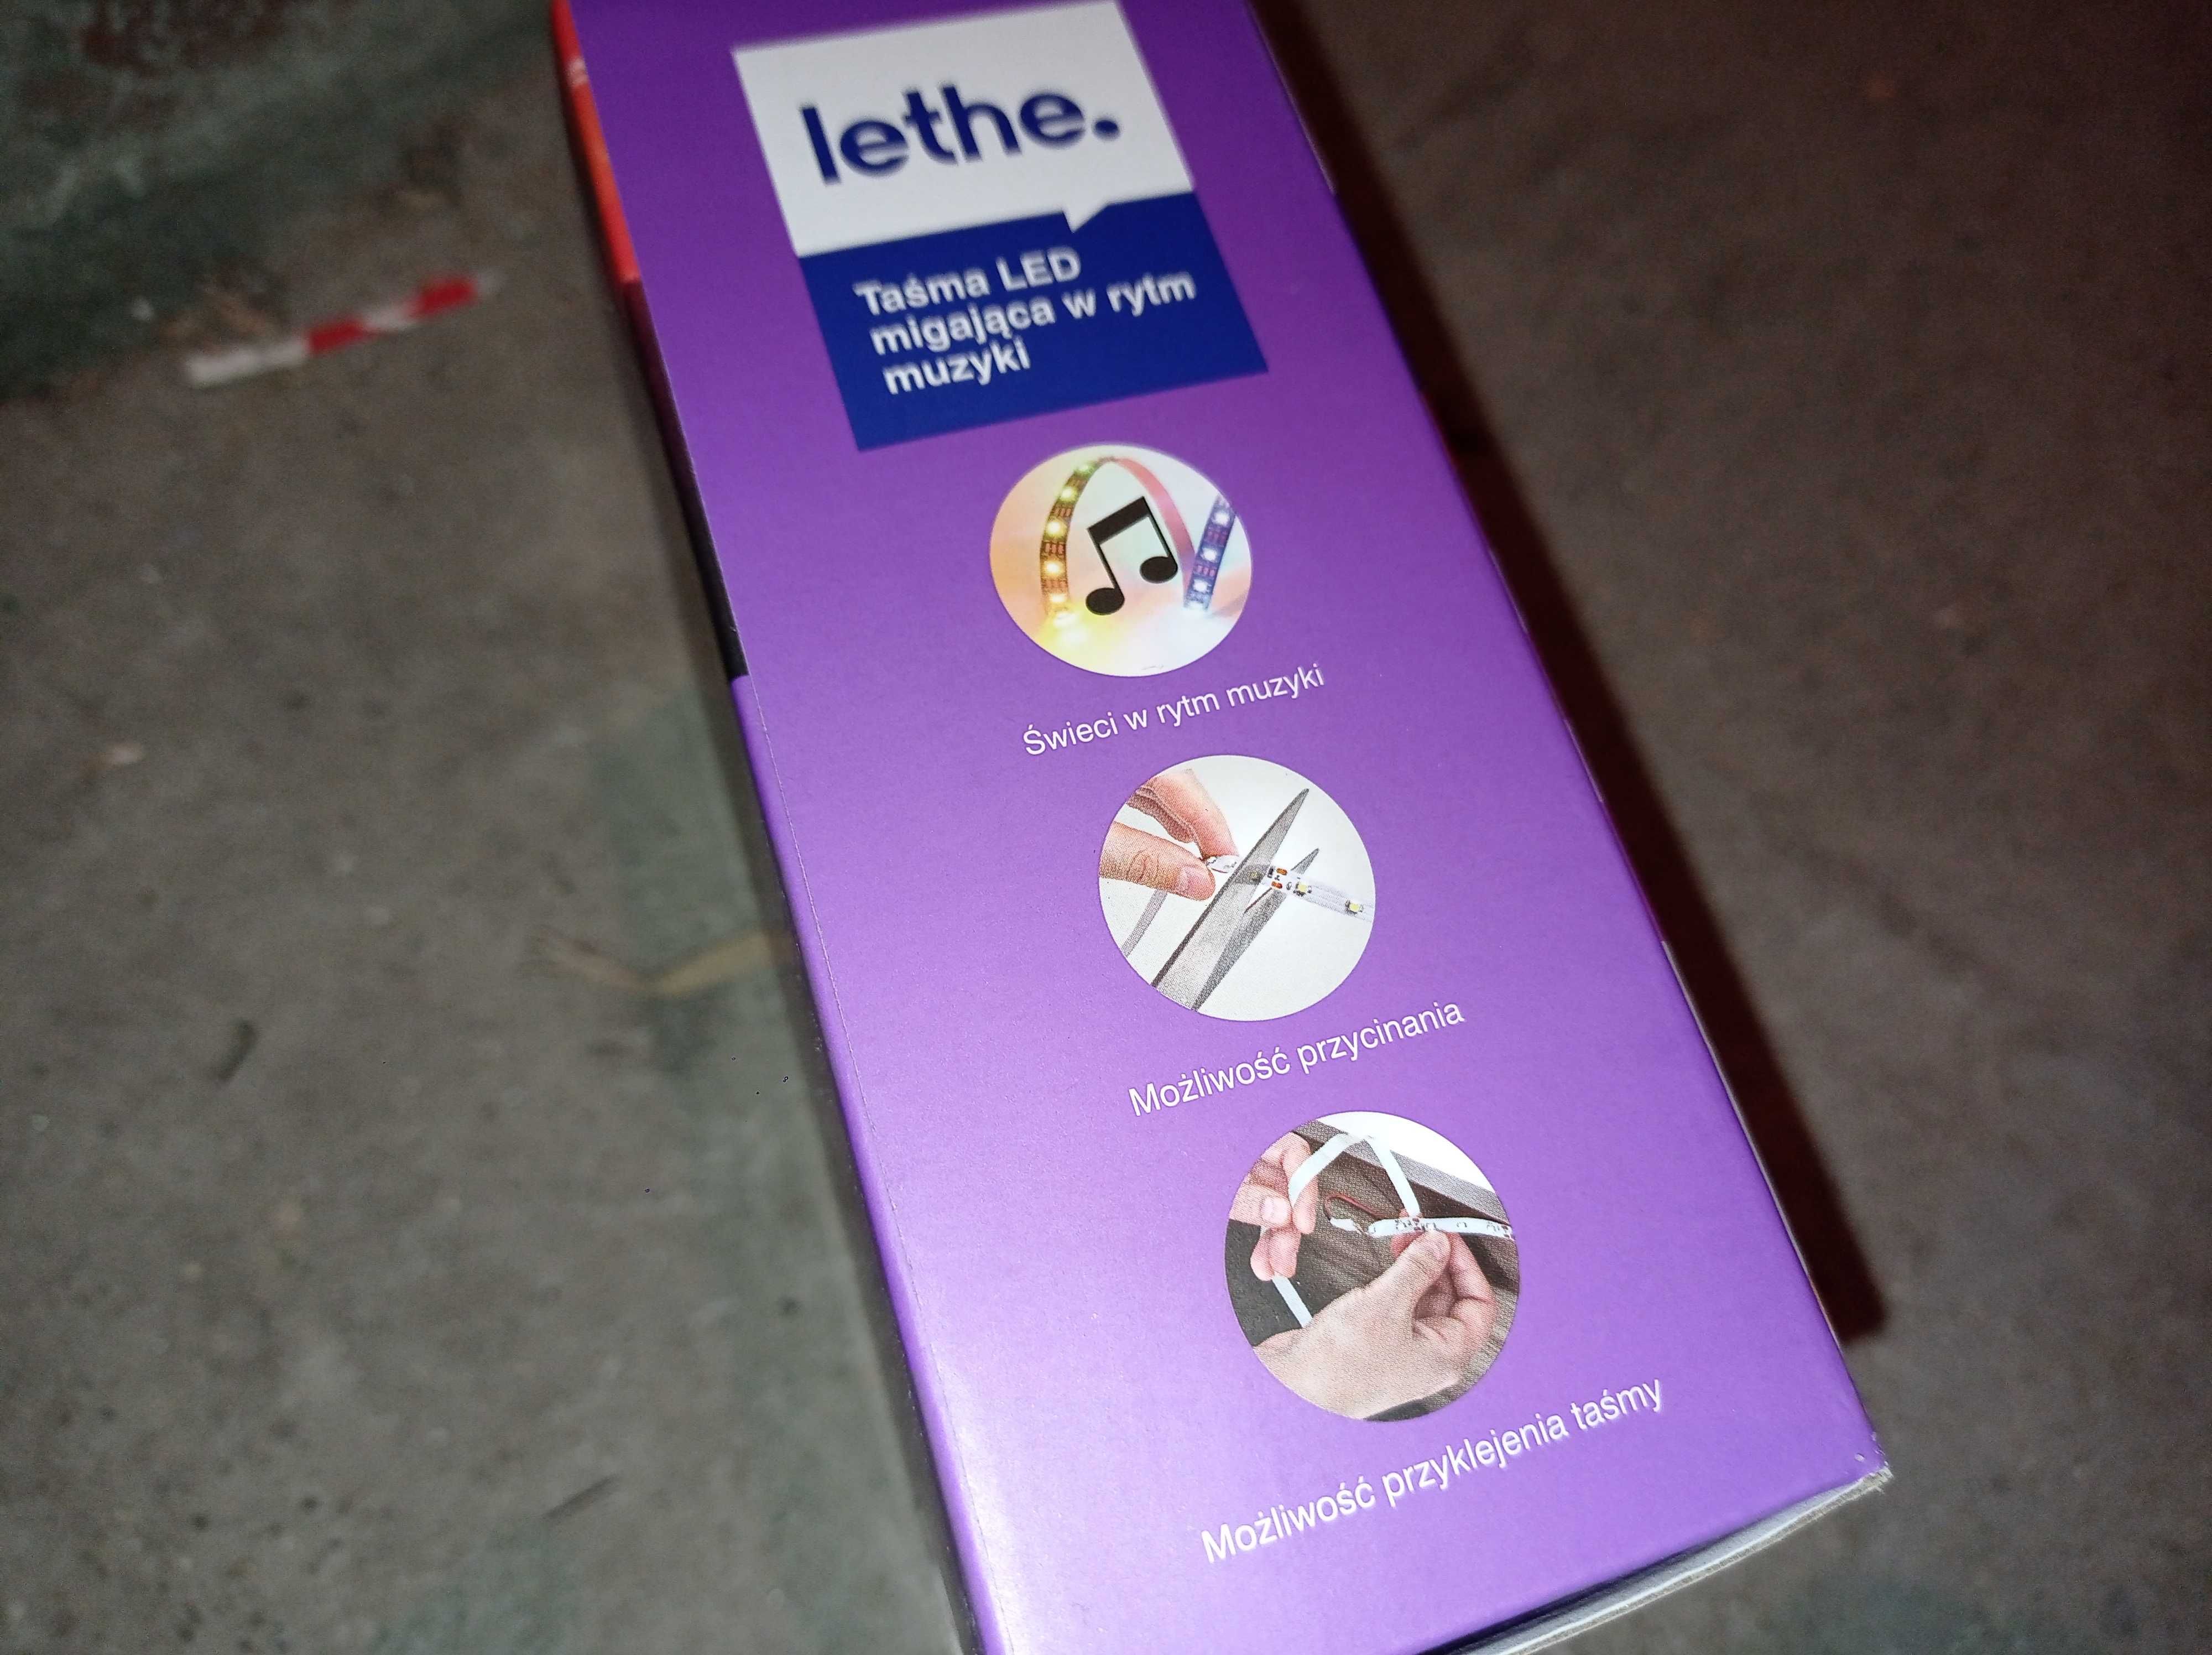 lethe.
Taśma LED
migająca w rytm
muzyki
Świeci w rytm muzyki
Możliwość przycinania
Możliwość przyklejenia taśmy